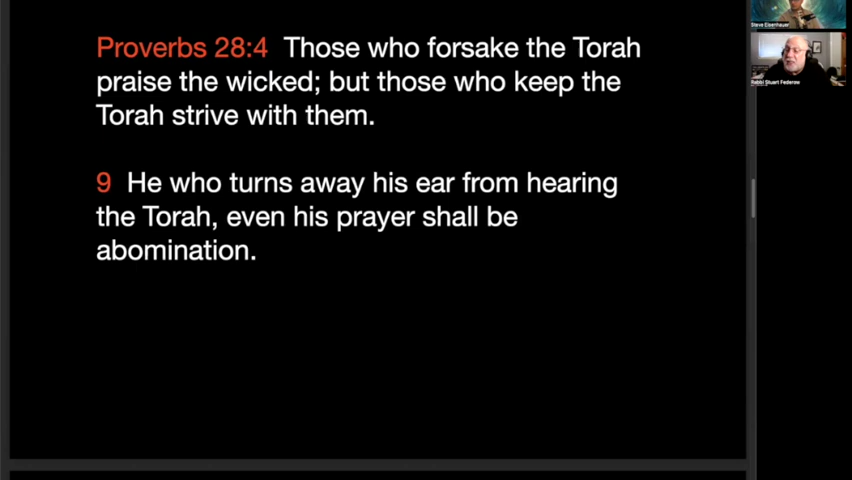 Proverbs 28:4 Those who forsake the Torah
praise the wicked; but those who keep the
Torah strive with them.
9 He who turns away his ear from hearing
the Torah, even his prayer shall be
abomination.
Steve Eisenhauer
Rabbi Stuart Federow